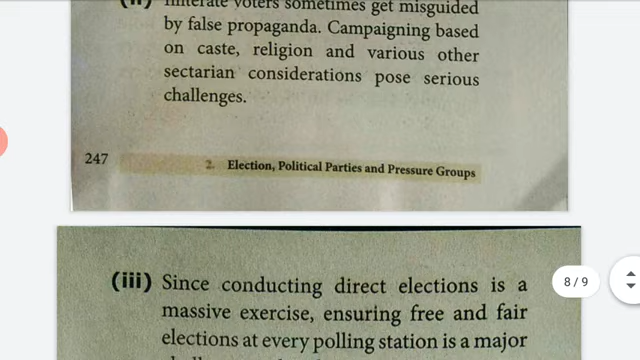 (ii) Illiterate voters sometimes get misguided
by false propaganda. Campaigning based
on caste, religion and various other
sectarian considerations pose serious
challenges.
247
2. Election, Political Parties and Pressure Groups
(iii) Since conducting direct elections is a
massive exercise, ensuring free and fair
elections at every polling station is a major
8/9